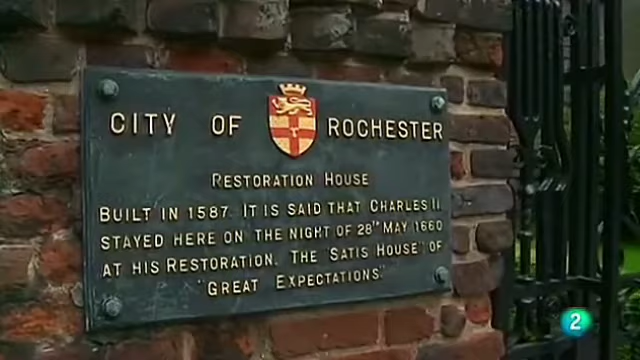 CITY OF ROCHESTER
RESTORATION HOUSE
BUILT IN 1587. IT IS SAID THAT CHARLES II.
STAYED HERE ON THE NIGHT OF 28TH MAY 1660
AT HIS RESTORATION. THE "SATIS HOUSE" OF
"GREAT EXPECTATIONS"
2